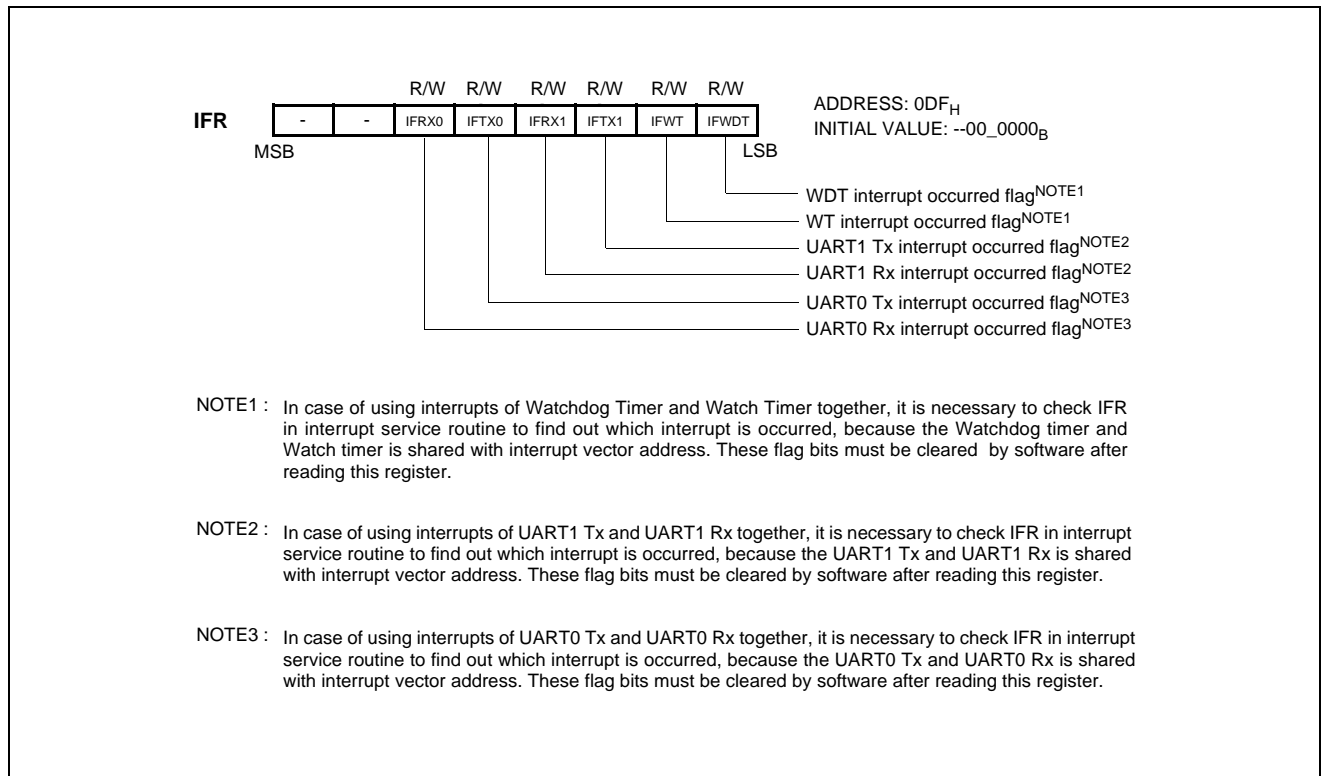 R/W R/W R/W R/W R/W R/W
ADDRESS: 0DFH
IFR - - IFRX0 IFTX0 IFRX1 IFTX1 IFWT IFWDT
INITIAL VALUE: --00_0000B
MSB LSB
WDT interrupt occurred flagNOTE1
WT interrupt occurred flagNOTE1
UART1 Tx interrupt occurred flagNOTE2
UART1 Rx interrupt occurred flagNOTE2
UART0 Tx interrupt occurred flagNOTE3
UART0 Rx interrupt occurred flagNOTE3
NOTE1 : In case of using interrupts of Watchdog Timer and Watch Timer together, it is necessary to check IFR
in interrupt service routine to find out which interrupt is occurred, because the Watchdog timer and
Watch timer is shared with interrupt vector address. These flag bits must be cleared by software after
reading this register.
NOTE2 : In case of using interrupts of UART1 Tx and UART1 Rx together, it is necessary to check IFR in interrupt
service routine to find out which interrupt is occurred, because the UART1 Tx and UART1 Rx is shared
with interrupt vector address. These flag bits must be cleared by software after reading this register.
NOTE3 : In case of using interrupts of UART0 Tx and UART0 Rx together, it is necessary to check IFR in interrupt
service routine to find out which interrupt is occurred, because the UART0 Tx and UART0 Rx is shared
with interrupt vector address. These flag bits must be cleared by software after reading this register.